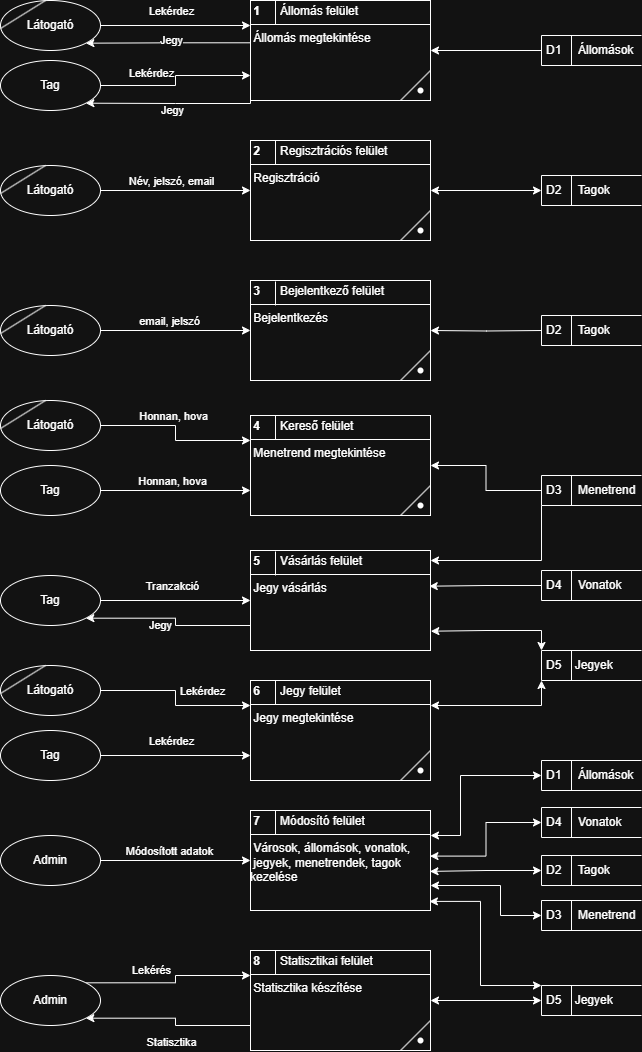 Látogató
Lekérdez
Jegy
1 Állomás felület
Állomás megtekintése
D1 Állomások
Tag
Lekérdez
Jegy
Látogató
Név, jelszó, email
2 Regisztrációs felület
Regisztráció
D2 Tagok
Látogató
email, jelszó
3 Bejelentkező felület
Bejelentkezés
D2 Tagok
Látogató
Honnan, hova
4 Kereső felület
Menetrend megtekintése
Tag
Honnan, hova
D3 Menetrend
Tag
Tranzakció
Jegy
5 Vásárlás felület
Jegy vásárlás
D4 Vonatok
D5 Jegyek
Látogató
Lekérdez
6 Jegy felület
Jegy megtekintése
Tag
Lekérdez
D1 Állomások
Admin
Módosított adatok
7 Módosító felület
Városok, állomások, vonatok,
jegyek, menetrendek, tagok
kezelése
D4 Vonatok
D2 Tagok
D3 Menetrend
Admin
Lekérés
Statisztika
8 Statisztikai felület
Statisztika készítése
D5 Jegyek